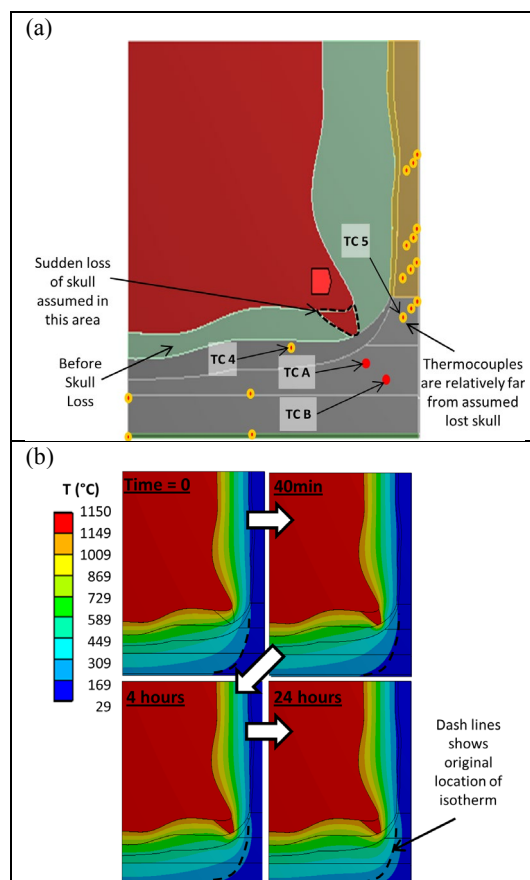 (a)
TC 5
Sudden loss
of skull
assumed in
this area
TC 4
Before
Skull
Loss
TC A
TC B
Thermocouples
are relatively far
from assumed
lost skull
(b)
T (°C)
1150
1149
1009
869
729
589
449
309
169
29
Time = 0
40min
4 hours
24 hours
Dash lines
shows
original
location of
isotherm